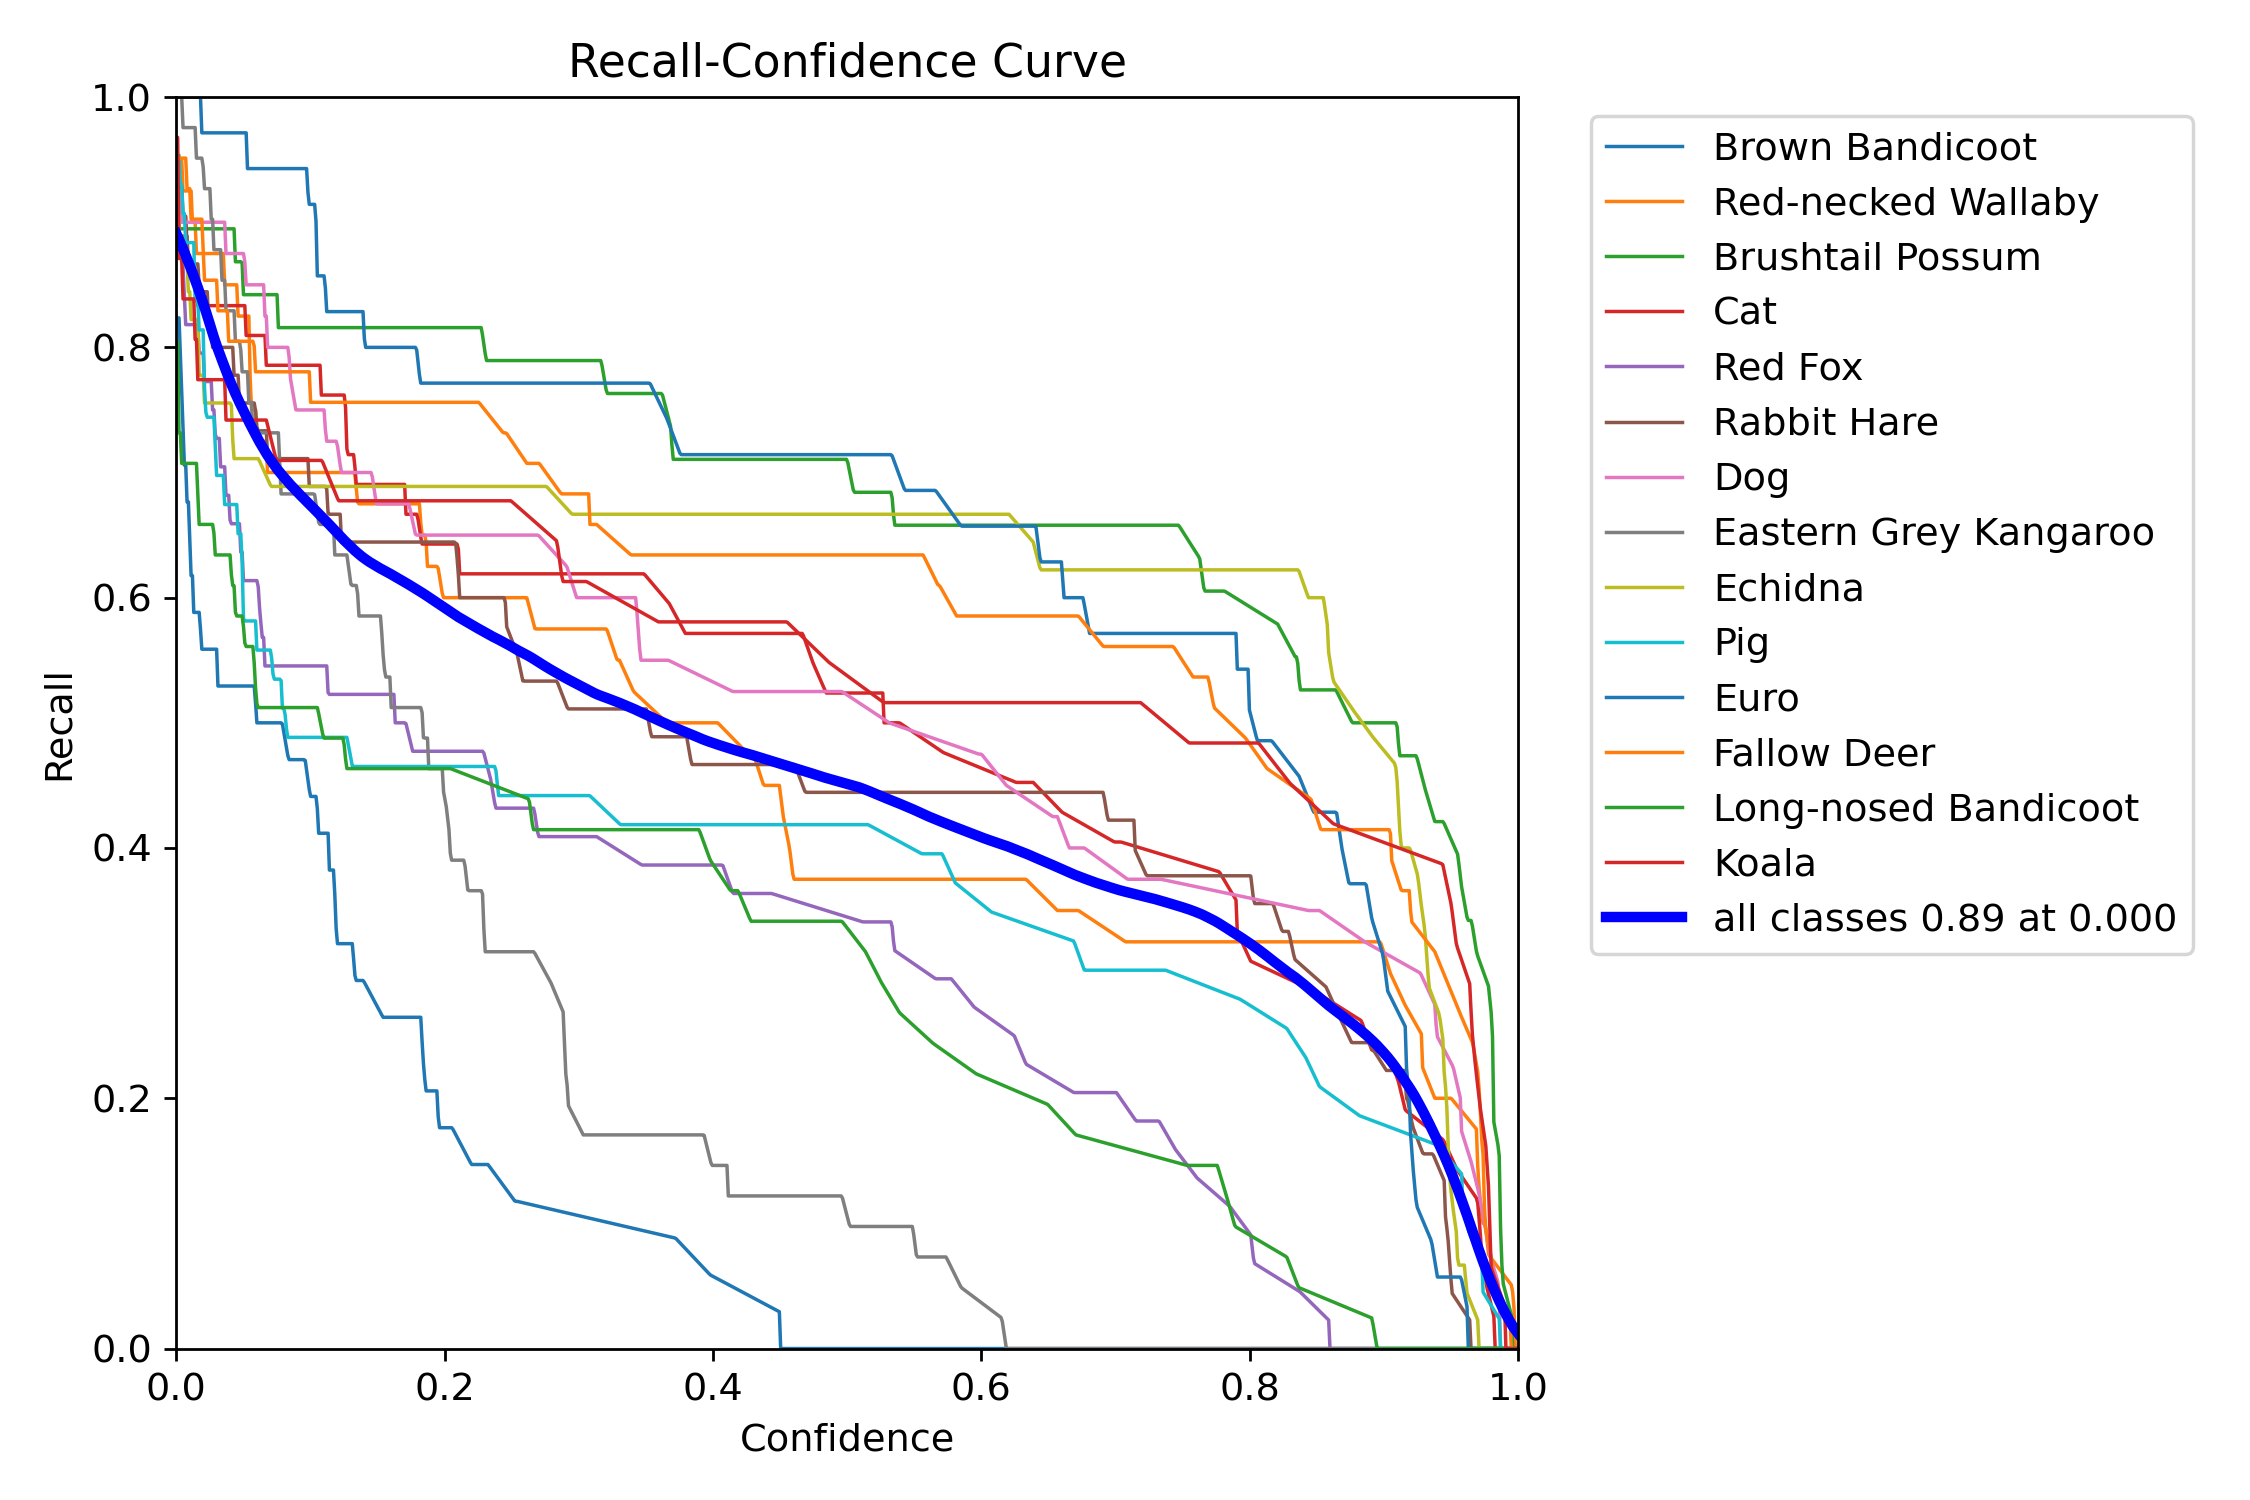 Recall-Confidence Curve
1.0
0.8
0.6
0.4
0.2
0.0
Recall
0.0 0.2 0.4 0.6 0.8 1.0
Confidence
Brown Bandicoot
Red-necked Wallaby
Brushtail Possum
Cat
Red Fox
Rabbit Hare
Dog
Eastern Grey Kangaroo
Echidna
Pig
Euro
Fallow Deer
Long-nosed Bandicoot
Koala
all classes 0.89 at 0.000